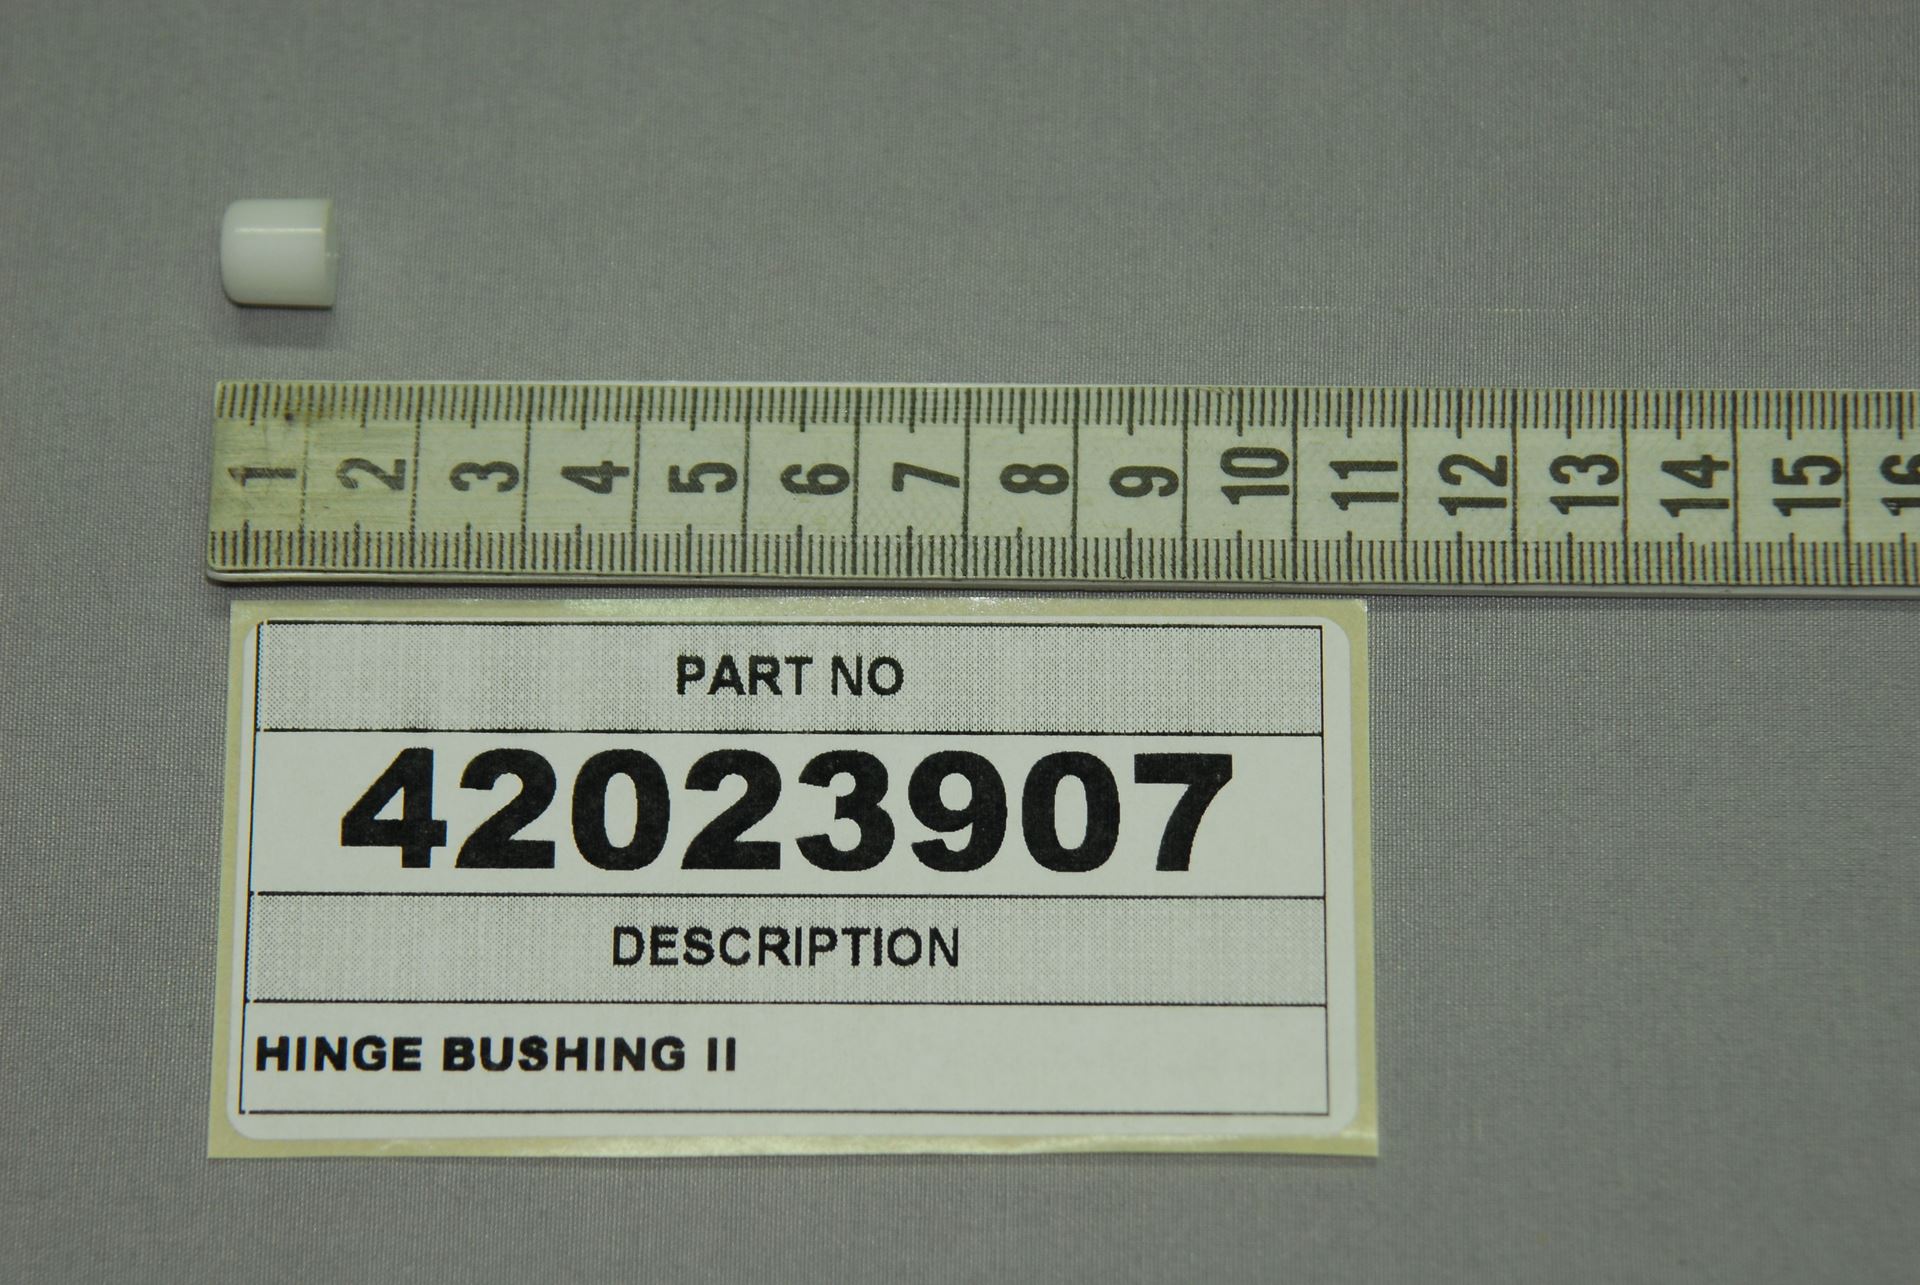 1 2 3 4 5 6 7 8 9 10 11 12 13 14 15 16
PART NO
42023907
DESCRIPTION
HINGE BUSHING II